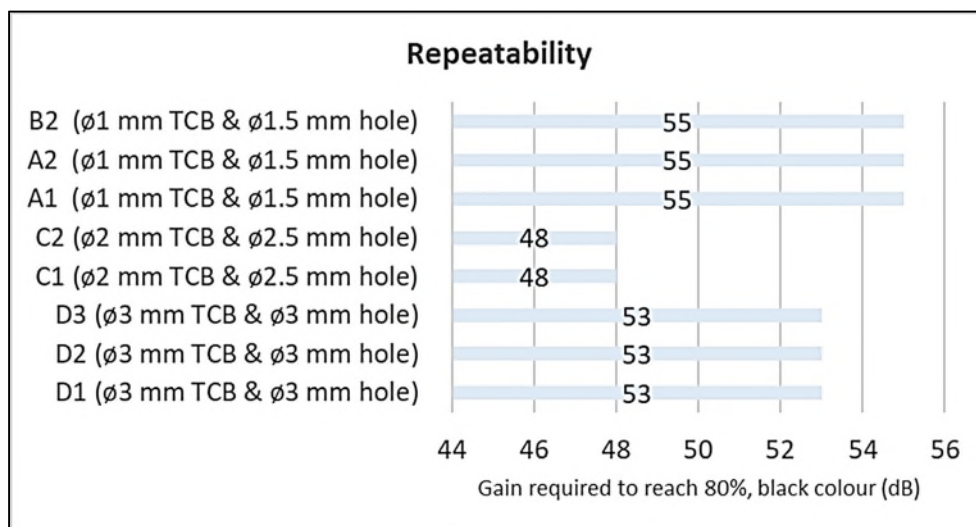 Repeatability
B2 (ø1 mm TCB & ø1.5 mm hole) 55
A2 (ø1 mm TCB & ø1.5 mm hole) 55
A1 (ø1 mm TCB & ø1.5 mm hole) 55
C2 (ø2 mm TCB & ø2.5 mm hole) 48
C1 (ø2 mm TCB & ø2.5 mm hole) 48
D3 (ø3 mm TCB & ø3 mm hole) 53
D2 (ø3 mm TCB & ø3 mm hole) 53
D1 (ø3 mm TCB & ø3 mm hole) 53
44 46 48 50 52 54 56
Gain required to reach 80%, black colour (dB)